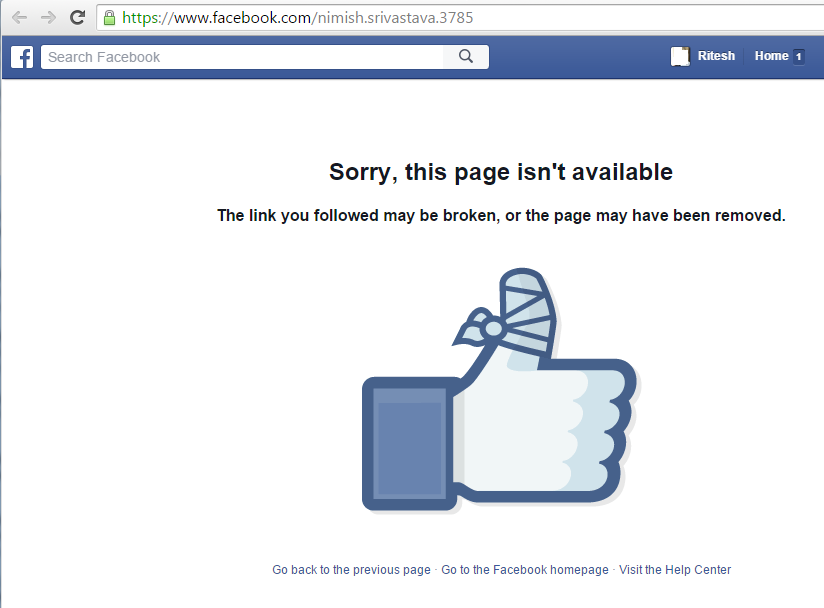 https://www.facebook.com/nimish.srivastava.3785
f Search Facebook Ritesh Home 1
Sorry, this page isn't available
The link you followed may be broken, or the page may have been removed.
Go back to the previous page · Go to the Facebook homepage · Visit the Help Center